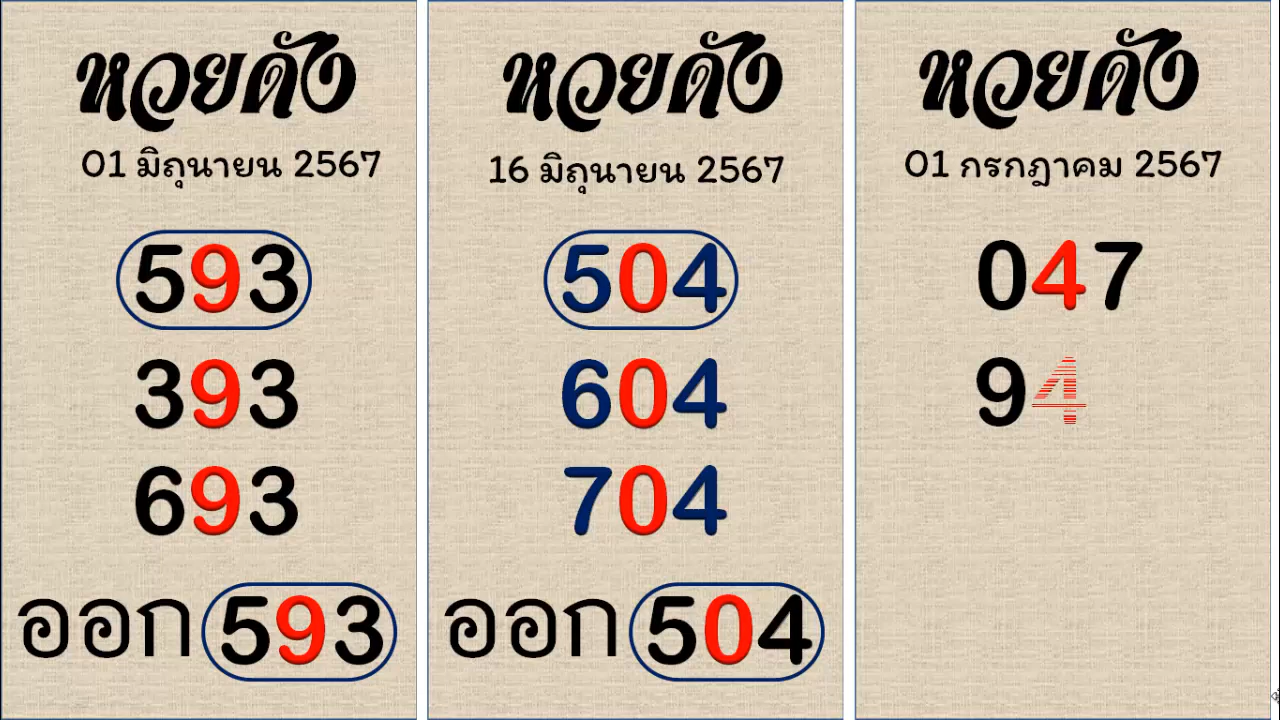 หวยดัง
01 มิถุนายน 2567
593
393
693
ออก 593
หวยดัง
16 มิถุนายน 2567
504
604
704
ออก 504
หวยดัง
01 กรกฎาคม 2567
047
94